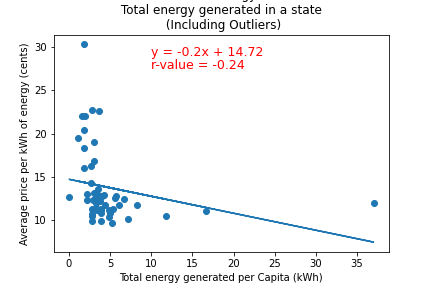 Total energy generated in a state
(Including Outliers)
y = -0.2x + 14.72
r-value = -0.24
Average price per kWh of energy (cents)
30
25
20
15
10
0 5 10 15 20 25 30 35
Total energy generated per Capita (kWh)